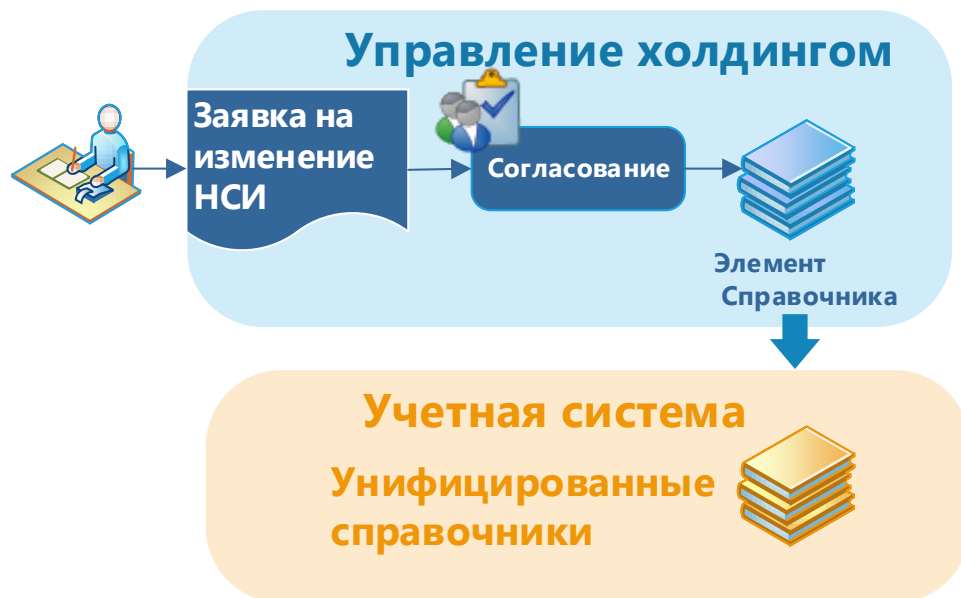 Управление холдингом
Заявка на
изменение
НСИ
Согласование
Элемент
Справочника
Учетная система
Унифицированные
справочники